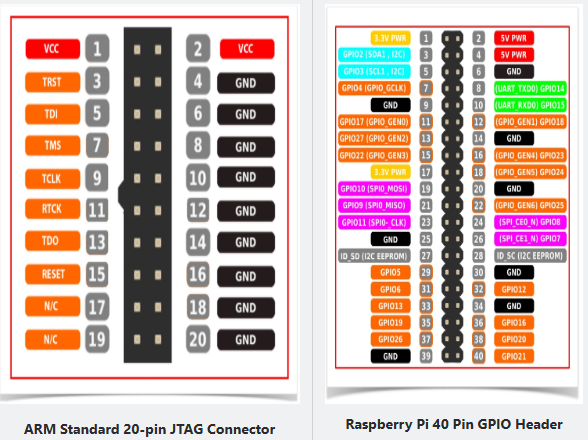 VCC 1 2 VCC
TRST 3 4 GND
TDI 5 6 GND
TMS 7 8 GND
TCLK 9 10 GND
RTCK 11 12 GND
TDO 13 14 GND
RESET 15 16 GND
N/C 17 18 GND
N/C 19 20 GND
ARM Standard 20-pin JTAG Connector
3.3V PWR 1 2 5V PWR
GPIO2 (SDA1 , I2C) 3 4 5V PWR
GPIO3 (SCL1 , I2C) 5 6 GND
GPIO4 (GPIO_GCLK) 7 8 (UART_TXD0) GPIO14
GND 9 10 (UART_RXD0) GPIO15
GPIO17 (GPIO_GEN0) 11 12 (GPIO_GEN1) GPIO18
GPIO27 (GPIO_GEN2) 13 14 GND
GPIO22 (GPIO_GEN3) 15 16 (GPIO_GEN4) GPIO23
3.3V PWR 17 18 (GPIO_GEN5) GPIO24
GPIO10 (SPI0_MOSI) 19 20 GND
GPIO9 (SPI0_MISO) 21 22 (GPIO_GEN6) GPIO25
GPIO11 (SPI0- CLK) 23 24 (SPI_CE0_N) GPIO8
GND 25 26 (SPI_CE1_N) GPIO7
ID_SD (I2C EEPROM) 27 28 ID_SC (I2C EEPROM)
GPIO5 29 30 GND
GPIO6 31 32 GPIO12
GPIO13 33 34 GND
GPIO19 35 36 GPIO16
GPIO26 37 38 GPIO20
GND 39 40 GPIO21
Raspberry Pi 40 Pin GPIO Header